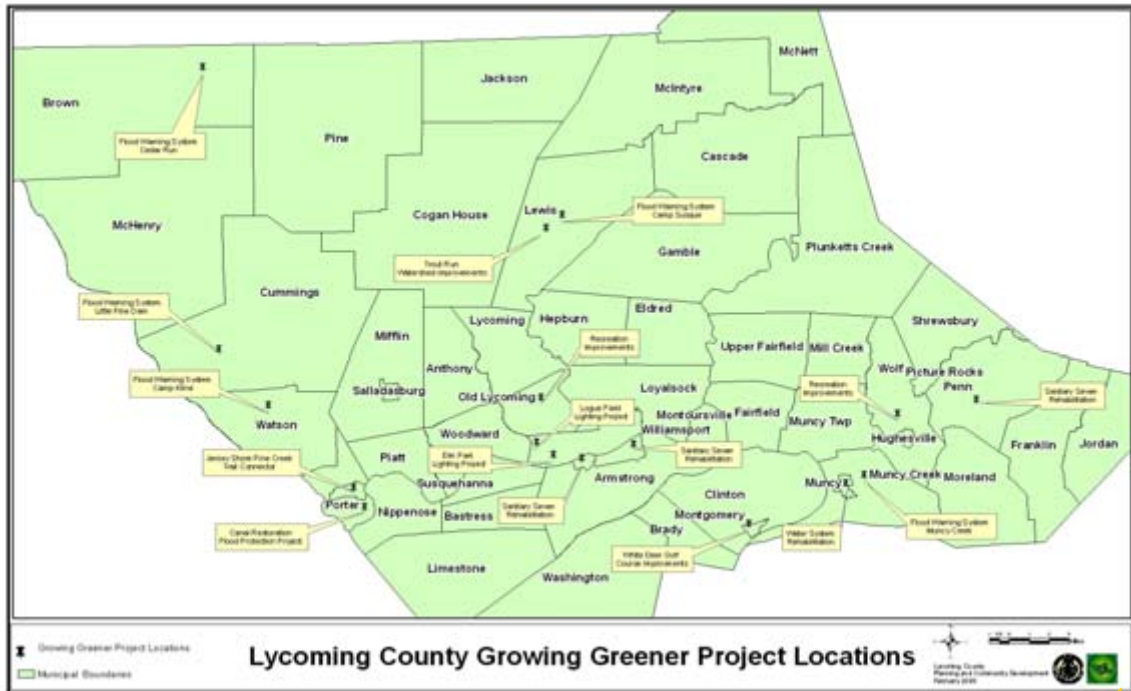 McNett
Jackson
McIntyre
Brown
Pine
Flood Warning System
Cedar Run
Cascade
Cogan House
Lewis
Flood Warning System
Camp Susque
McHenry
Gamble
Plunketts Creek
Trout Run
Watershed Improvements
Cummings
Flood Warning System
Little Pine Dam
Lycoming
Hepburn
Eldred
Shrewsbury
Mifflin
Recreation
Improvements
Upper Fairfield
Mill Creek
Anthony
Wolf
Picture Rocks
Flood Warning System
Camp Kline
Salladasburg
Loyalsock
Recreation
Improvements
Penn
Sanitary Sewer
Rehabilitation
Old Lycoming
Logue Field
Lighting Project
Montoursville
Fairfield
Muncy Twp
Watson
Woodward
Williamsport
Hughesville
Franklin
Jordan
Jersey Shore Pine Creek
Trail Connector
Piatt
Elm Park
Lighting Project
Sanitary Sewer
Rehabilitation
Susquehanna
Armstrong
Clinton
Muncy
Muncy Creek
Moreland
Porter
Nippenose
Bastress
Sanitary Sewer
Rehabilitation
Montgomery
Canal Restoration
Flood Protection Project
Brady
Water System
Rehabilitation
Flood Warning System
Muncy Creek
White Deer Golf
Course Improvements
Limestone
Washington
Growing Greener Project Locations
Municipal Boundaries
Lycoming County Growing Greener Project Locations
Lycoming County
Planning and Community Development